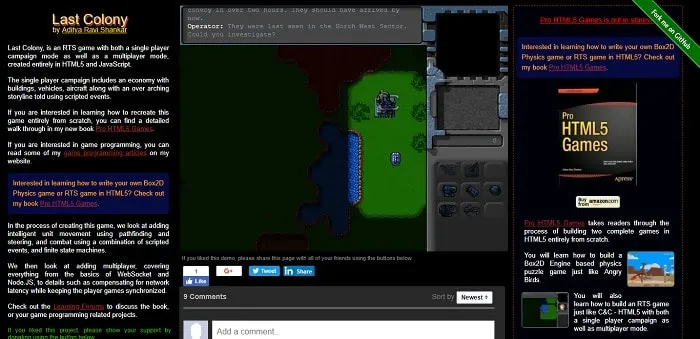 Last Colony
by Aditya Ravi Shankar
Last Colony, is an RTS game with both a single player
campaign mode as well as a multiplayer mode,
created entirely in HTML5 and JavaScript.
The single player campaign includes an economy with
buildings, vehicles, aircraft along with an over arching
storyline told using scripted events.
If you are interested in learning how to recreate this
game entirely from scratch, you can find a detailed
walk through in my new book Pro HTML5 Games.
If you are interested in game programming, you can
read some of my game programming articles on my
website.
Interested in learning how to write your own Box2D
Physics game or RTS game in HTML5? Check out
my book Pro HTML5 Games.
In the process of creating this game, we look at adding
intelligent unit movement using pathfinding and
steering, and combat using a combination of scripted
events, and finite state machines.
We then look at adding multiplayer, covering
everything from the basics of WebSocket and
Node.JS, to details such as compensating for network
latency while keeping the player games synchronized.
Check out the Learning Forums to discuss the book,
or your game programming related projects.
If you liked this project, please show your support by
donating using the button below
convoy in over two hours. They should have arrived by
now.
Operator: They were last seen in the North West Sector.
Could you investigate?
0
If you liked this demo, please share this page with all of your friends using the buttons below
1
G+
Tweet
Share
Like
9 Comments
Sort by Newest
Add a comment...
Fork me on GitHub
Pro HTML5 Games is out in stores
Interested in learning how to write your own Box2D
Physics game or RTS game in HTML5? Check out
my book Pro HTML5 Games.
Pro
HTML5
Games
Apress
Buy from amazon.com
Pro HTML5 Games takes readers through the
process of building two complete games in
HTML5 entirely from scratch.
You will learn how to build a
Box2D Engine based physics
puzzle game just like Angry
Birds.
You will also
learn how to build an RTS game
just like C&C - HTML5 with both
a single player campaign as
well as multiplayer mode.